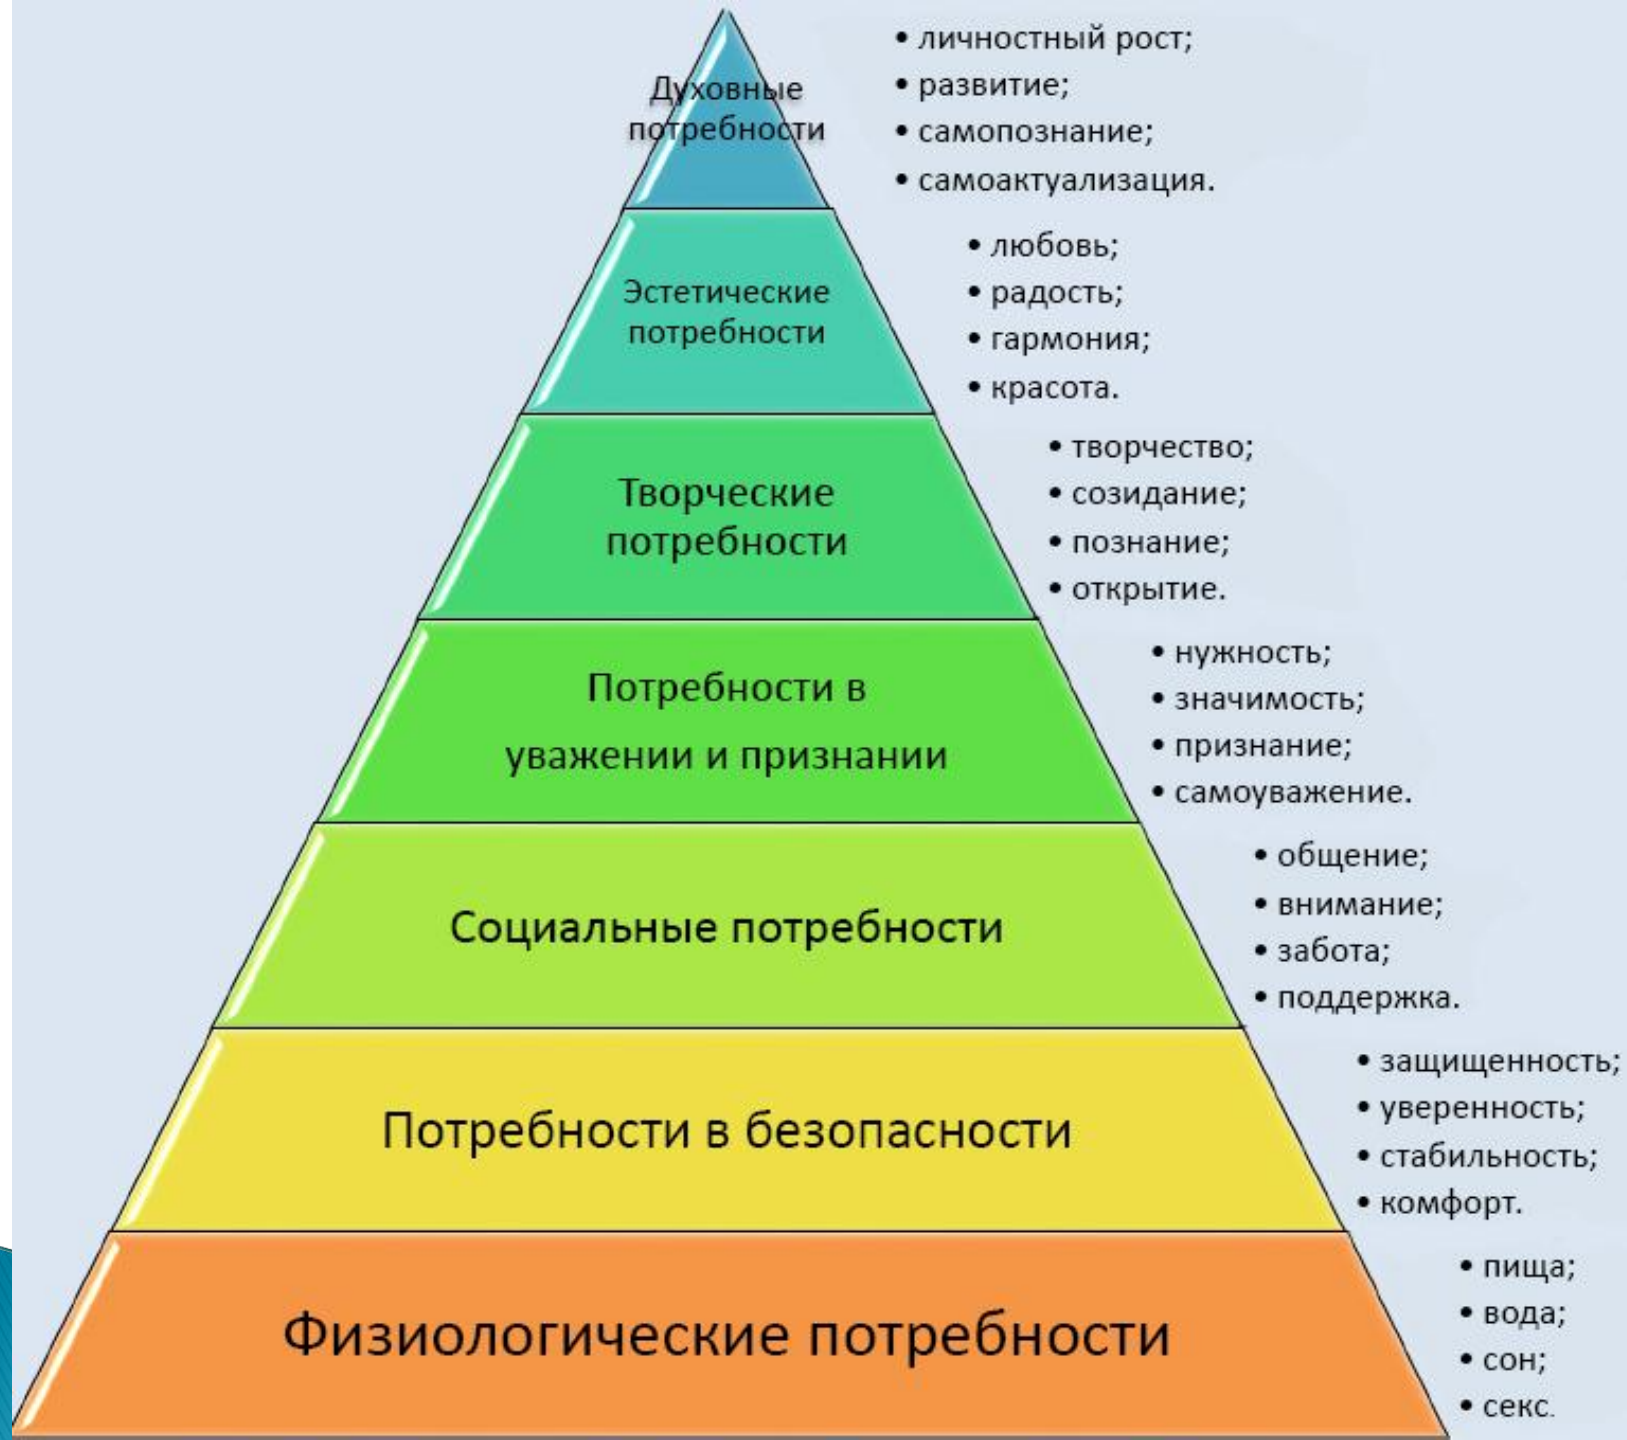 Духовные
потребности
• личностный рост;
• развитие;
• самопознание;
• самоактуализация.
Эстетические
потребности
• любовь;
• радость;
• гармония;
• красота.
Творческие
потребности
• творчество;
• созидание;
• познание;
• открытие.
Потребности в
уважении и признании
• нужность;
• значимость;
• признание;
• самоуважение.
Социальные потребности
• общение;
• внимание;
• забота;
• поддержка.
Потребности в безопасности
• защищенность;
• уверенность;
• стабильность;
• комфорт.
Физиологические потребности
• пища;
• вода;
• сон;
• секс.